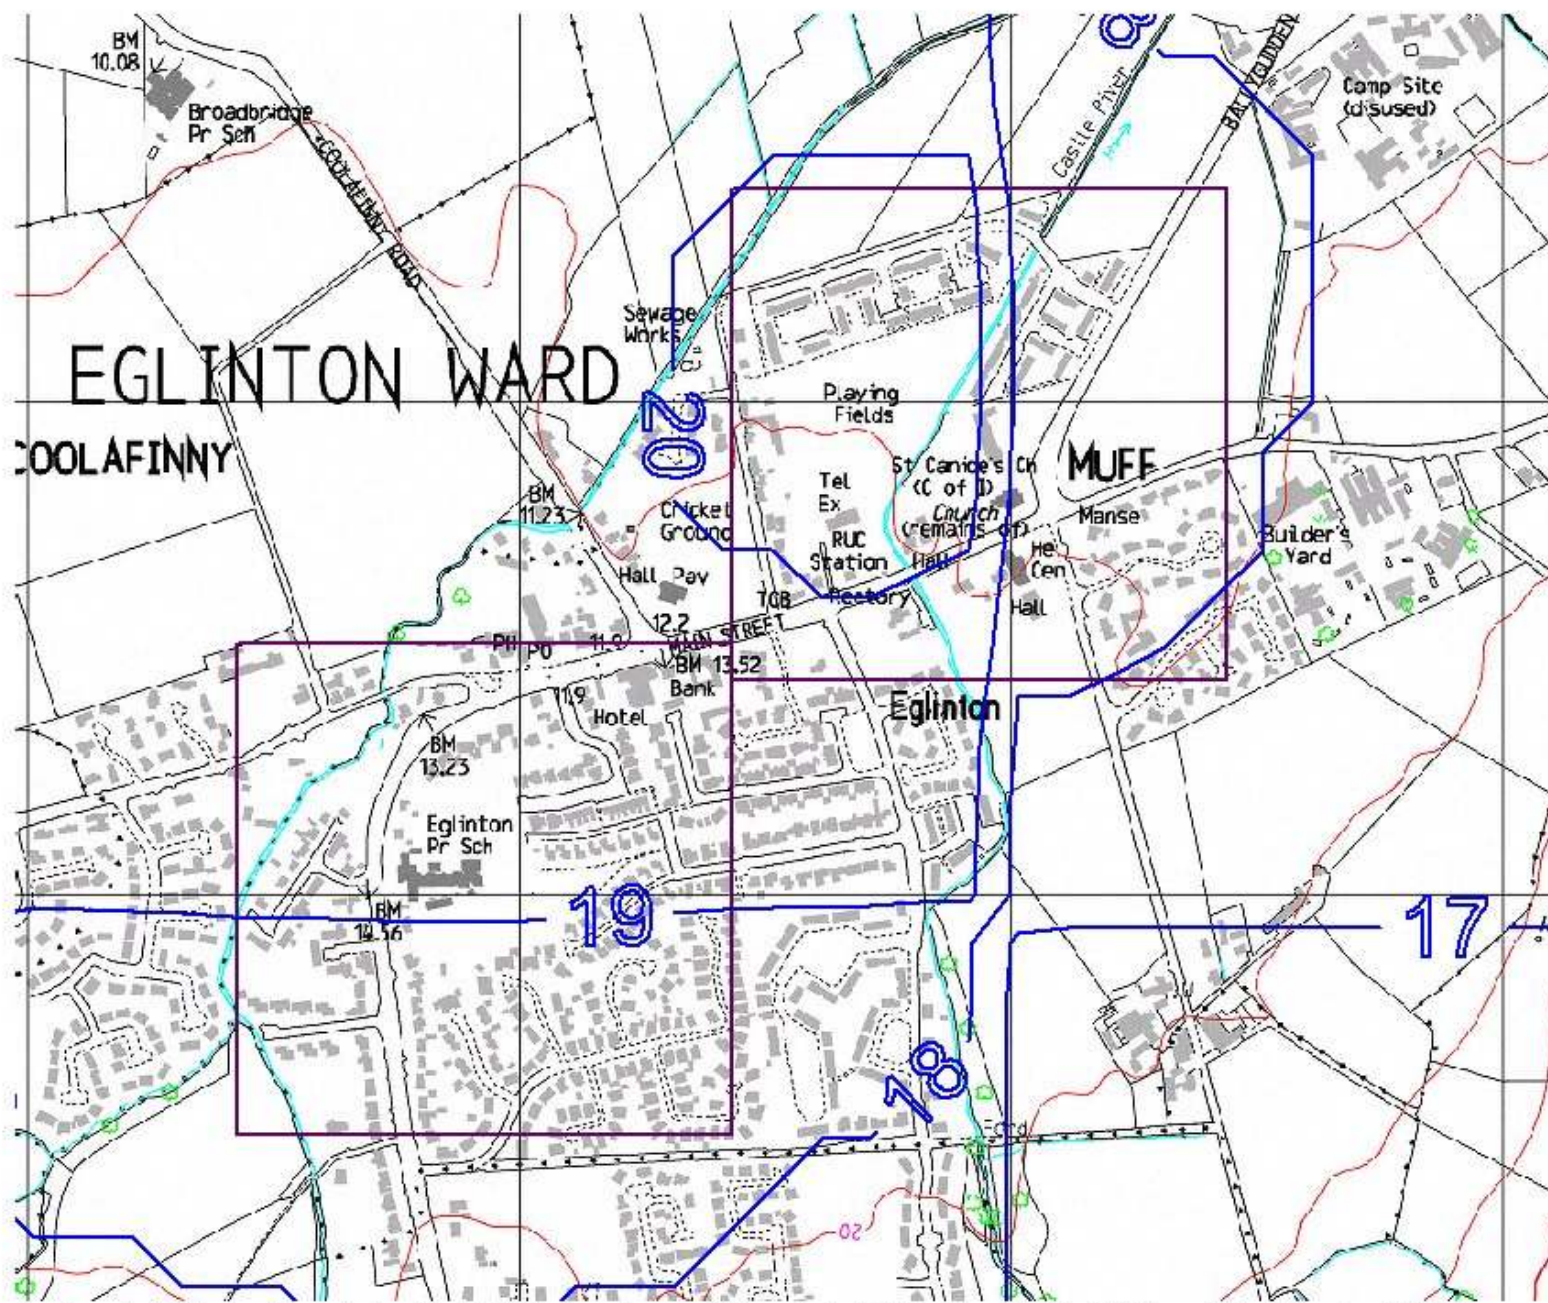 BM
10.08
Broadbridge
Pr Sch
COOLAFINNY ROAD
8
Castle River
Camp Site
(disused)
EGLINTON WARD
COOLAFINNY
Sewage
Works
20
Playing
Fields
MUFF
BM
11.23
Cricket
Ground
Tel
Ex
St Canice's Ch
(C of I)
Church
(remains of)
RUC
Station
Hall
Manse
He
Cen
Builder's
Yard
Hall Pav
TCB
Rectory
Hall
12.2
MAIN STREET
PH
PO
11.9
BM 13.52
Bank
11.9
Hotel
Eglinton
BM
13.23
Eglinton
Pr Sch
19
17
BM
14.56
18
20